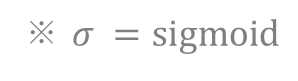 ※ σ = sigmoid